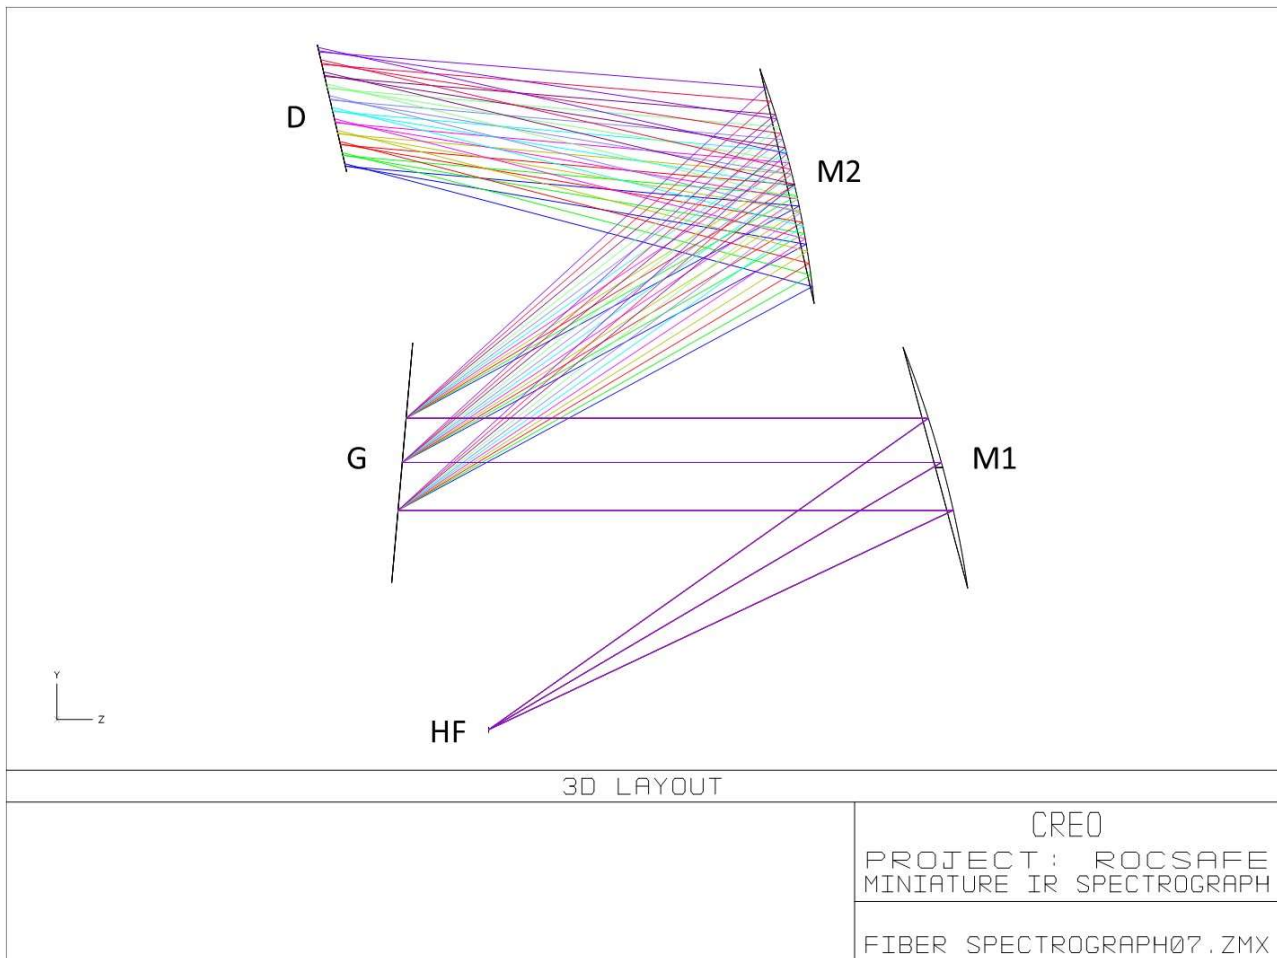 D
M2
G
M1
Y
Z
HF
3D LAYOUT
CREO
PROJECT: ROCSAFE
MINIATURE IR SPECTROGRAPH
FIBER SPECTROGRAPH07.ZMX